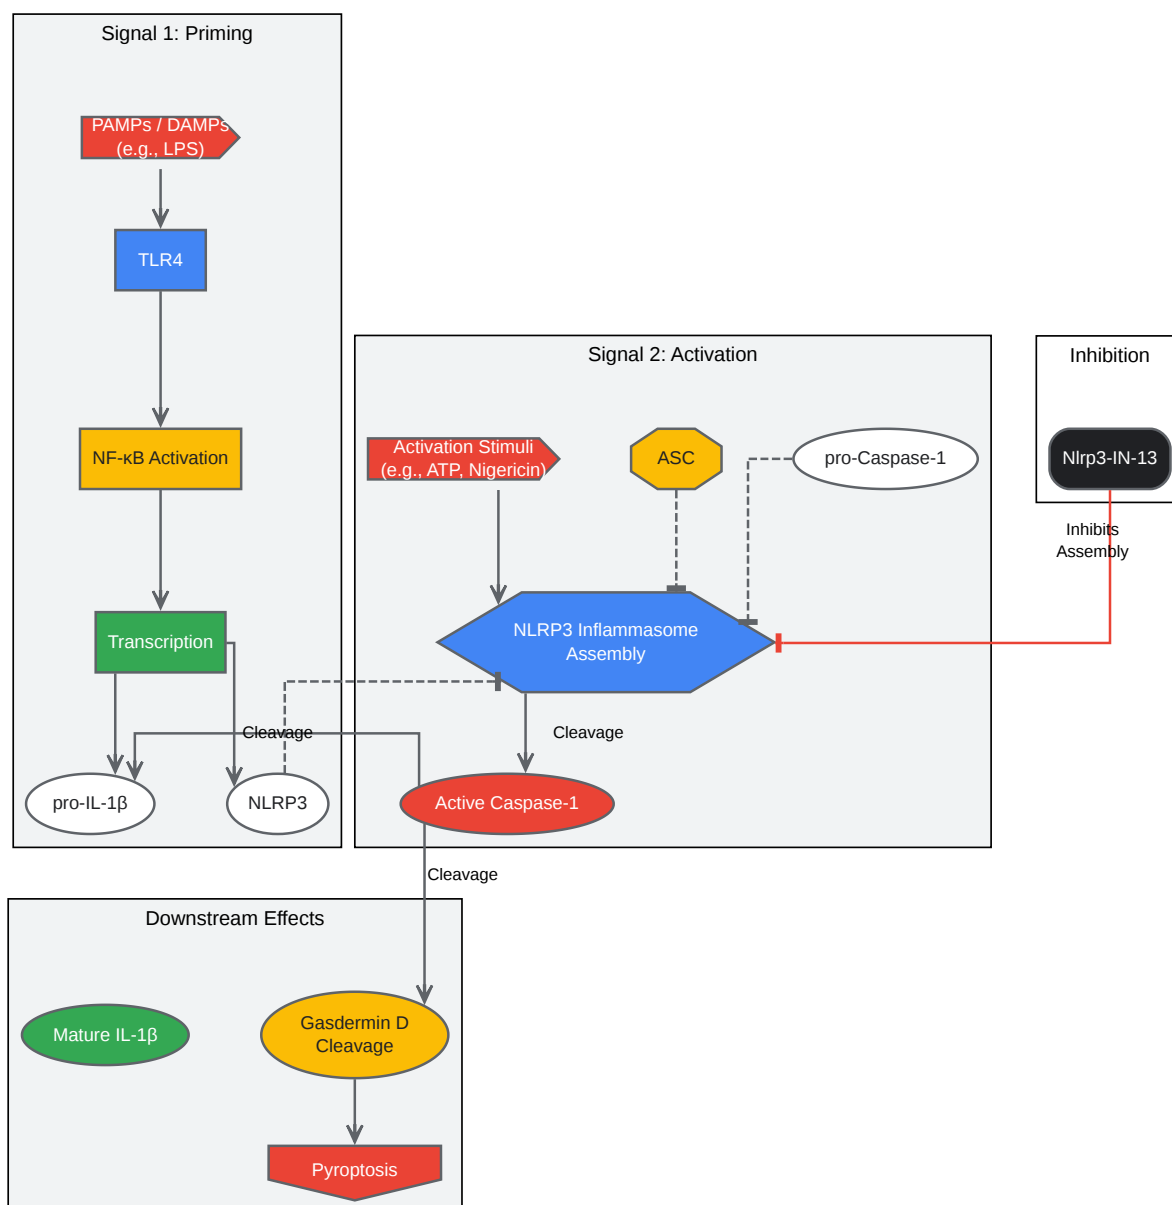 Signal 1: Priming
PAMPs / DAMPs
(e.g., LPS)
TLR4
NF-κB Activation
Transcription
pro-IL-1β
NLRP3
Cleavage
Signal 2: Activation
Activation Stimuli
(e.g., ATP, Nigericin)
ASC
pro-Caspase-1
NLRP3 Inflammasome
Assembly
Cleavage
Active Caspase-1
Inhibition
Nlrp3-IN-13
Inhibits
Assembly
Cleavage
Downstream Effects
Mature IL-1β
Gasdermin D
Cleavage
Pyroptosis